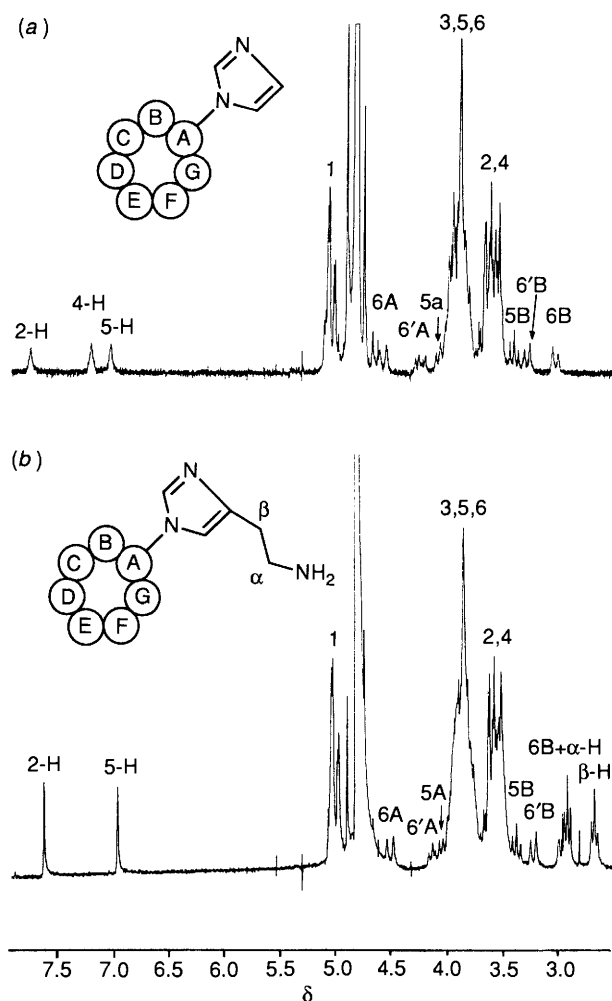 (a)
N
N
B
C
A
D
G
E
F
3,5,6
1
2,4
2-H
4-H
5-H
6A
6′A
5a
5B
6′B
6B
(b)
N
N
β
α
NH2
B
C
A
D
G
E
F
3,5,6
1
2,4
2-H
5-H
6A
6′A
5A
5B
6′B
6B+α-H
β-H
7.5 7.0 6.5 6.0 5.5 5.0 4.5 4.0 3.5 3.0
δ